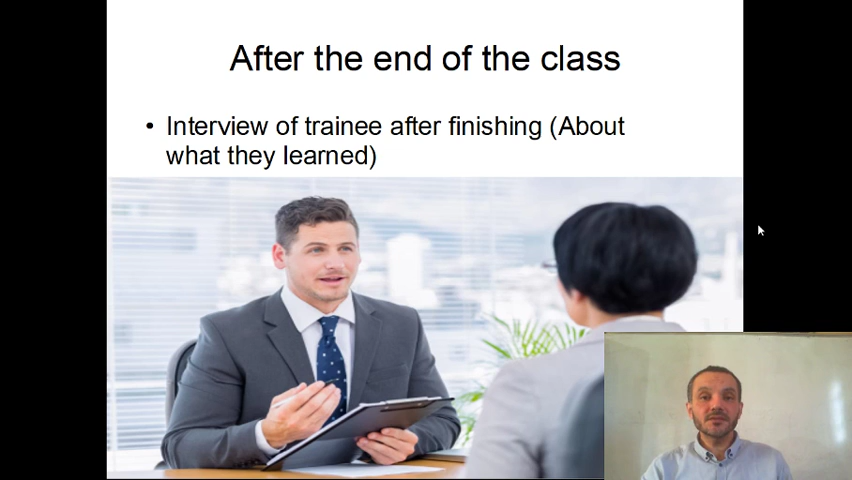 After the end of the class
• Interview of trainee after finishing (About
what they learned)